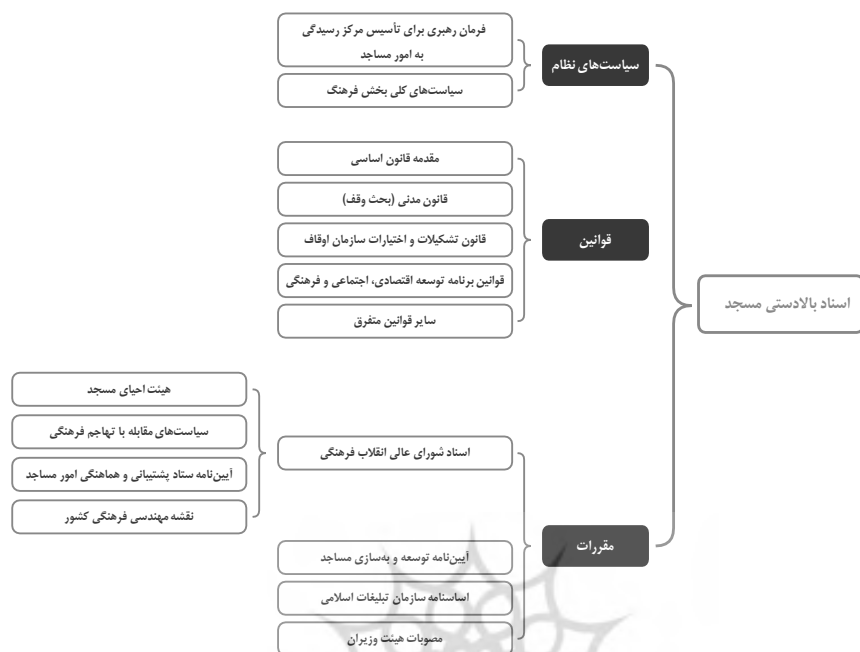 اسناد بالادستی مسجد
سیاست‌های نظام
فرمان رهبری برای تأسیس مرکز رسیدگی
به امور مساجد
سیاست‌های کلی بخش فرهنگ
قوانین
مقدمه قانون اساسی
قانون مدنی (بحث وقف)
قانون تشکیلات و اختیارات سازمان اوقاف
قوانین برنامه توسعه اقتصادی، اجتماعی و فرهنگی
سایر قوانین متفرق
مقررات
اسناد شورای عالی انقلاب فرهنگی
هیئت احیای مسجد
سیاست‌های مقابله با تهاجم فرهنگی
آیین‌نامه ستاد پشتیبانی و هماهنگی امور مساجد
نقشه مهندسی فرهنگی کشور
آیین‌نامه توسعه و به‌سازی مساجد
اساسنامه سازمان تبلیغات اسلامی
مصوبات هیئت وزیران